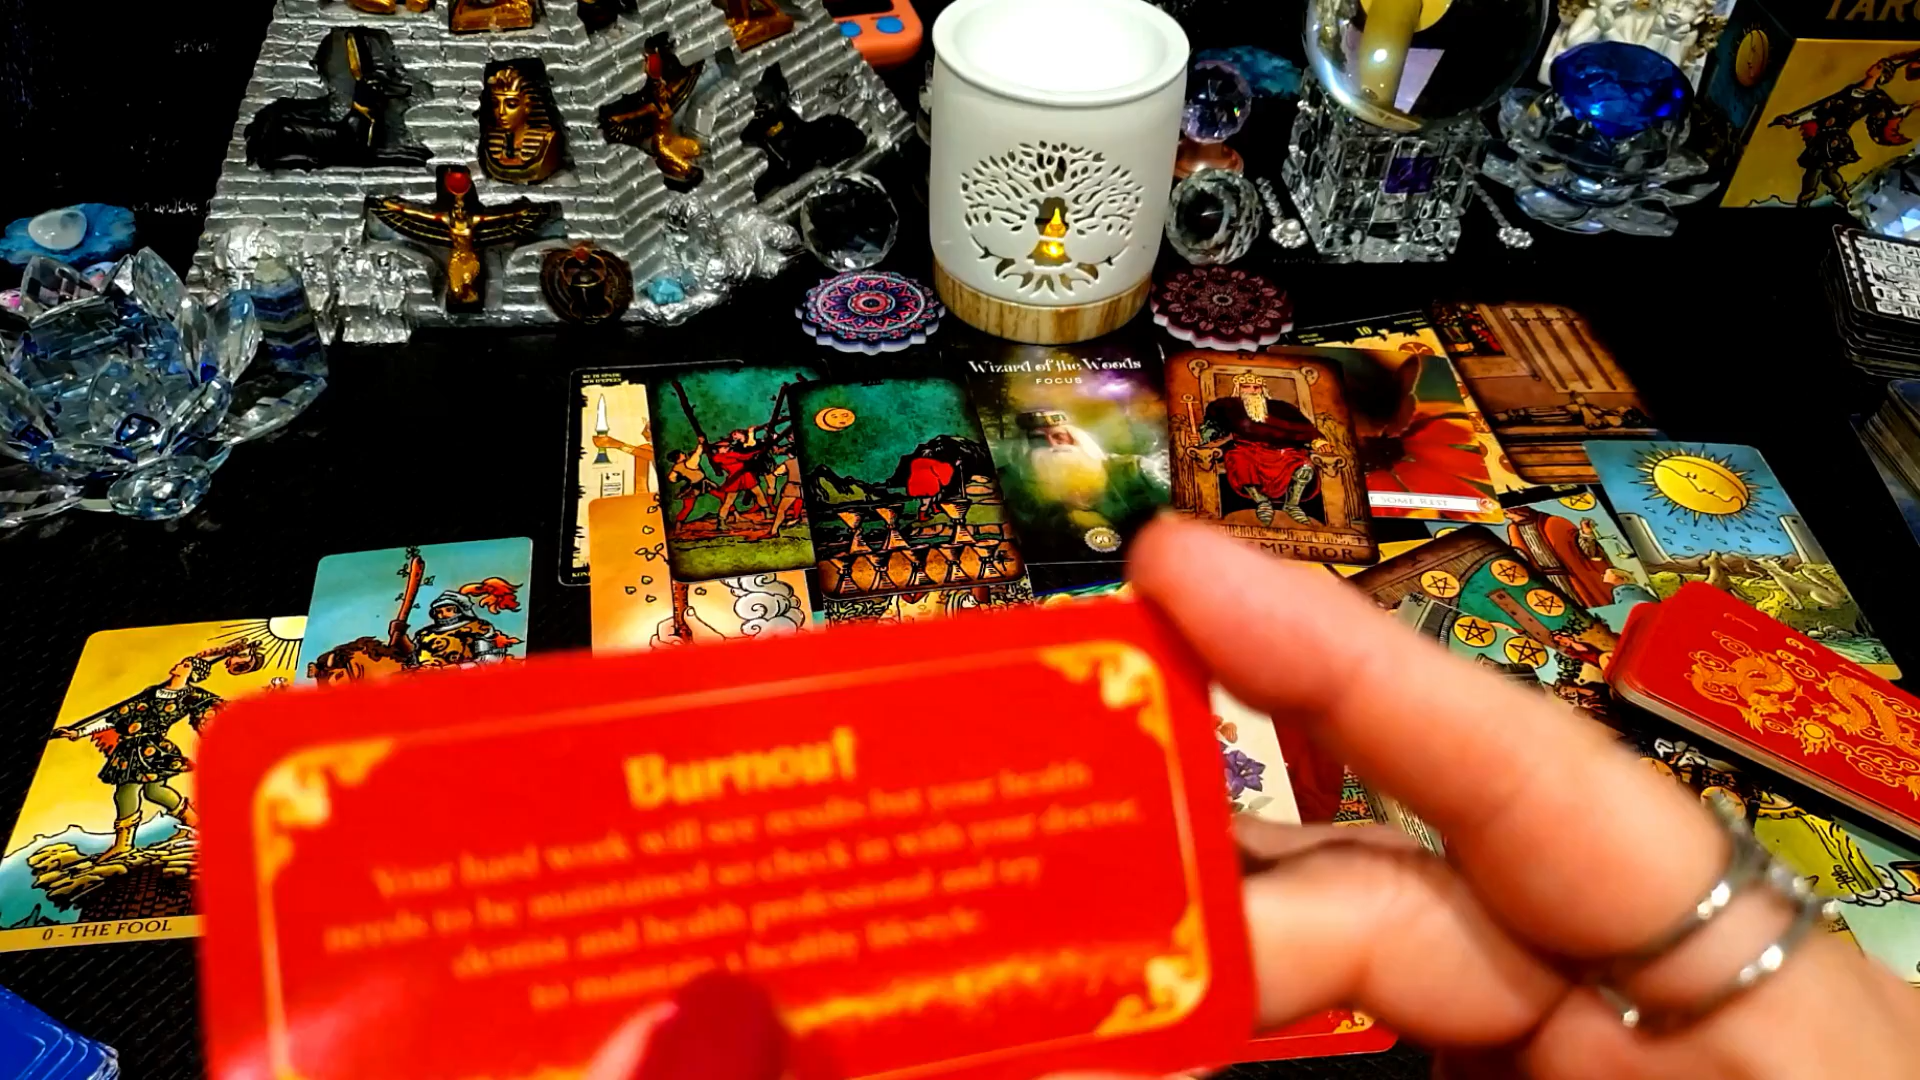 TARO
10
Wizard of the Woods
FOCUS
T SOME REST
EMPEROR
0 - THE FOOL
Burnout
Your hard work will see results but your health
needs to be maintained so check in with your doctor,
dentist and health professional and try
to maintain a healthy lifestyle.